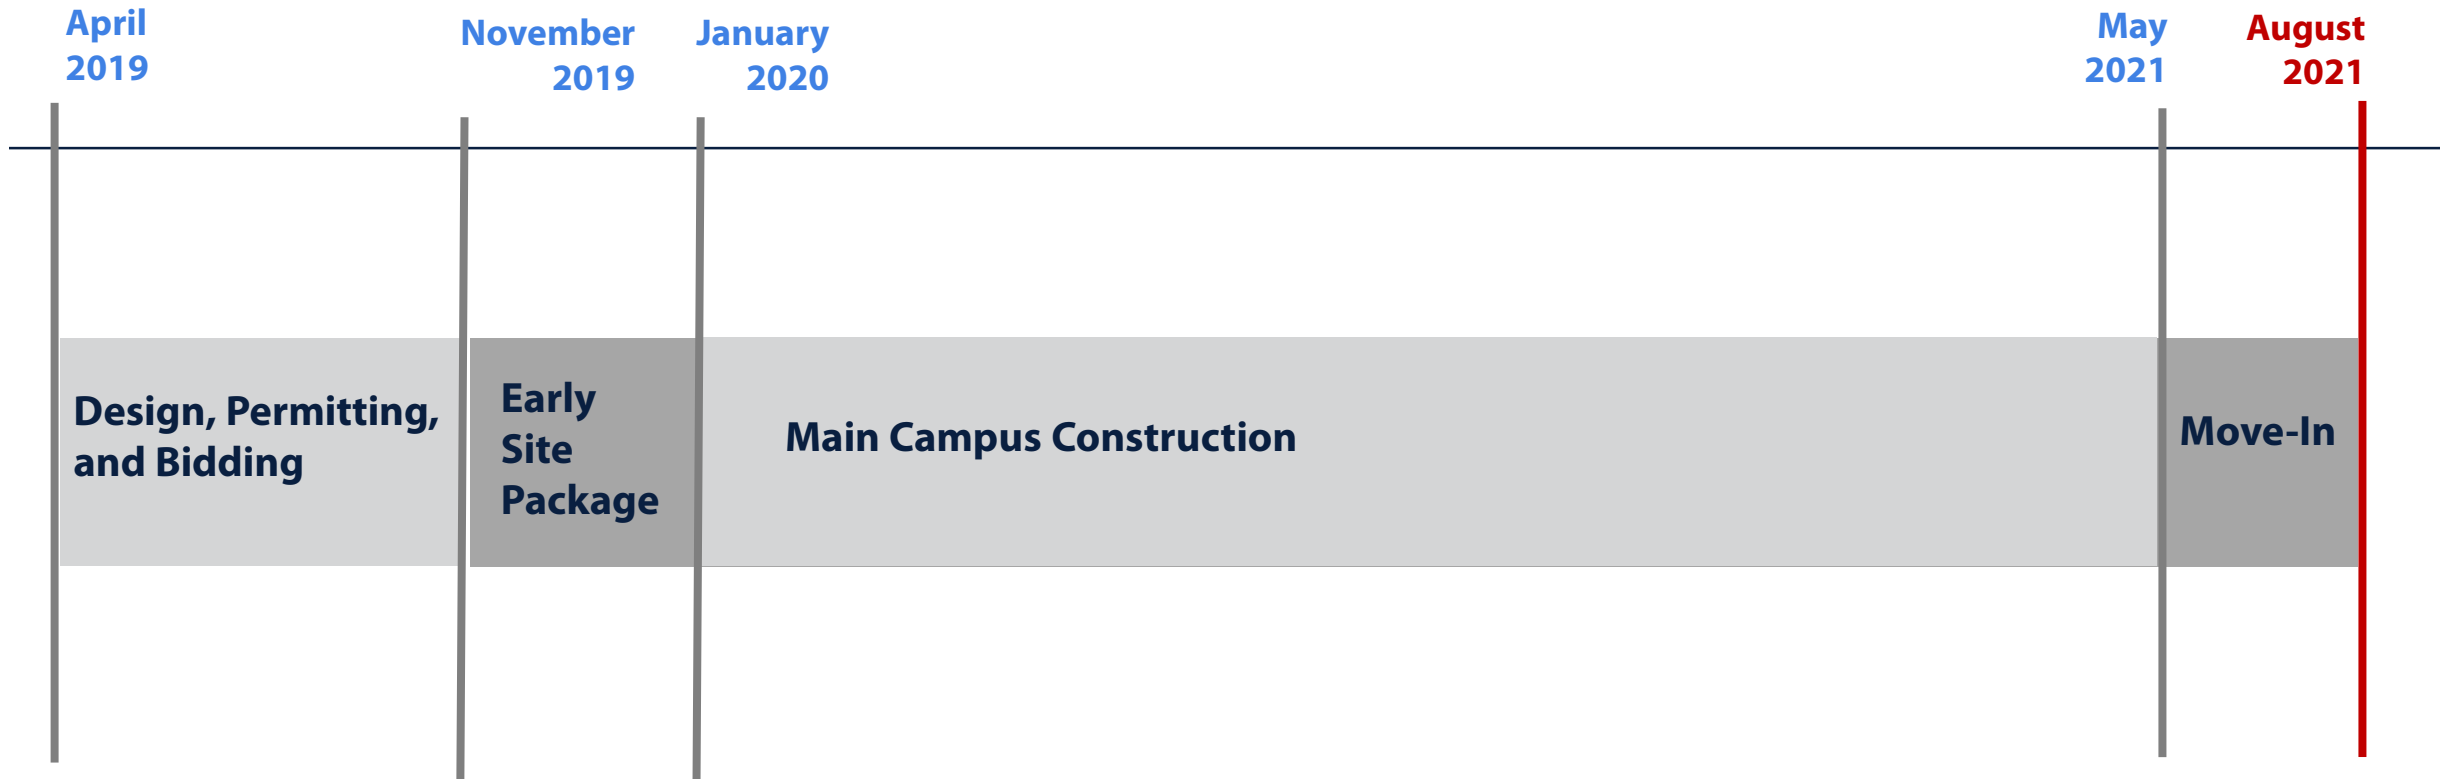 April
2019
November
2019
January
2020
May
2021
August
2021
Design, Permitting,
and Bidding
Early
Site
Package
Main Campus Construction
Move-In